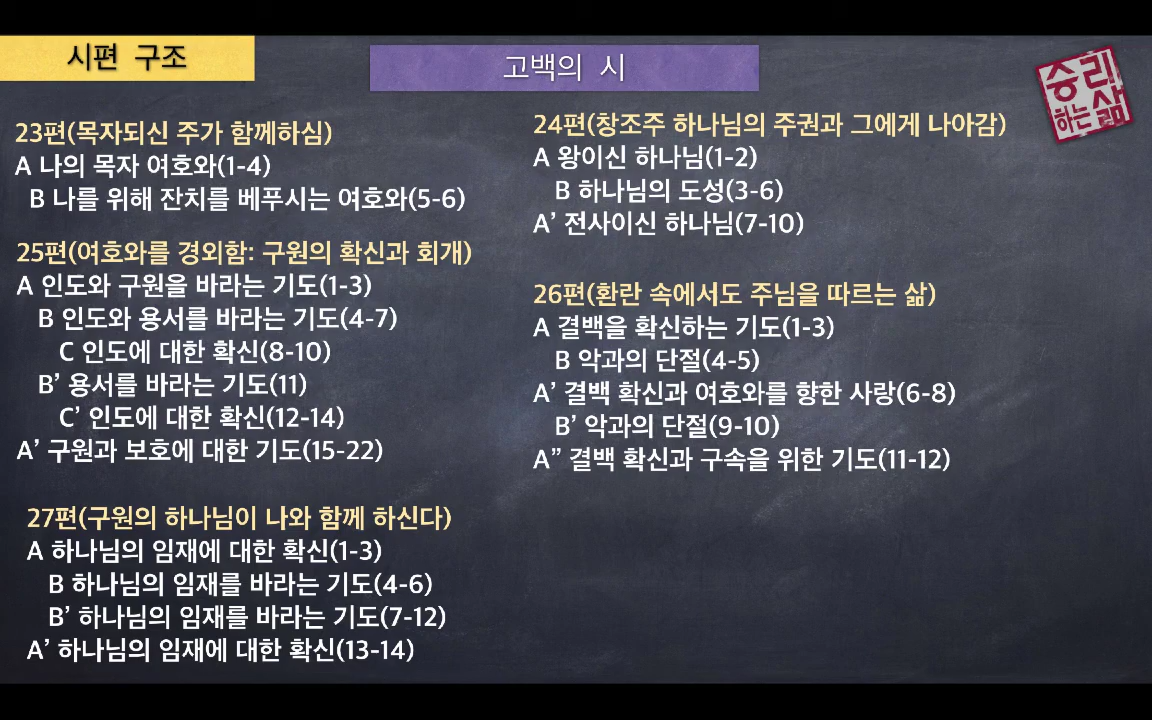 시편 구조
고백의 시
승리
하는 삶
23편(목자되신 주가 함께하심)
A 나의 목자 여호와(1-4)
B 나를 위해 잔치를 베푸시는 여호와(5-6)
25편(여호와를 경외함: 구원의 확신과 회개)
A 인도와 구원을 바라는 기도(1-3)
B 인도와 용서를 바라는 기도(4-7)
C 인도에 대한 확신(8-10)
B’ 용서를 바라는 기도(11)
C’ 인도에 대한 확신(12-14)
A’ 구원과 보호에 대한 기도(15-22)
27편(구원의 하나님이 나와 함께 하신다)
A 하나님의 임재에 대한 확신(1-3)
B 하나님의 임재를 바라는 기도(4-6)
B’ 하나님의 임재를 바라는 기도(7-12)
A’ 하나님의 임재에 대한 확신(13-14)
24편(창조주 하나님의 주권과 그에게 나아감)
A 왕이신 하나님(1-2)
B 하나님의 도성(3-6)
A’ 전사이신 하나님(7-10)
26편(환란 속에서도 주님을 따르는 삶)
A 결백을 확신하는 기도(1-3)
B 악과의 단절(4-5)
A’ 결백 확신과 여호와를 향한 사랑(6-8)
B’ 악과의 단절(9-10)
A” 결백 확신과 구속을 위한 기도(11-12)